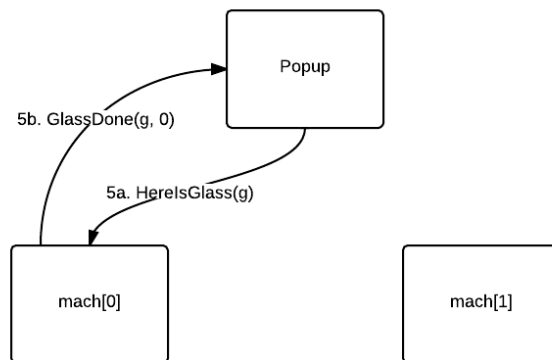 Popup
5b. GlassDone(g, 0)
5a. HereIsGlass(g)
mach[0]
mach[1]